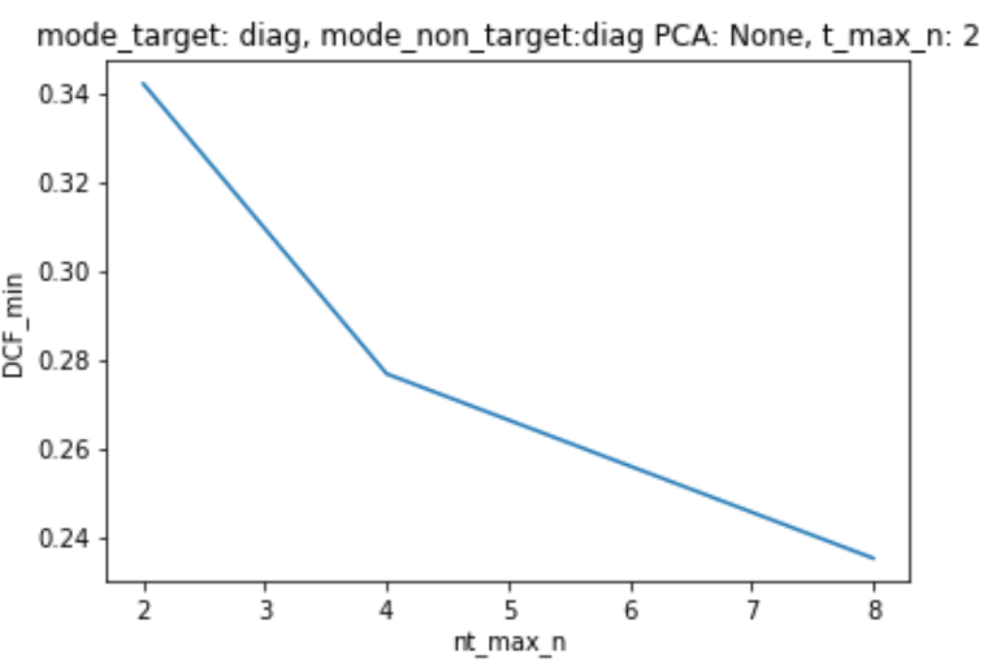 mode_target: diag, mode_non_target:diag PCA: None, t_max_n: 2
0.34
0.32
0.30
0.28
0.26
0.24
DCF_min
2 3 4 5 6 7 8
nt_max_n